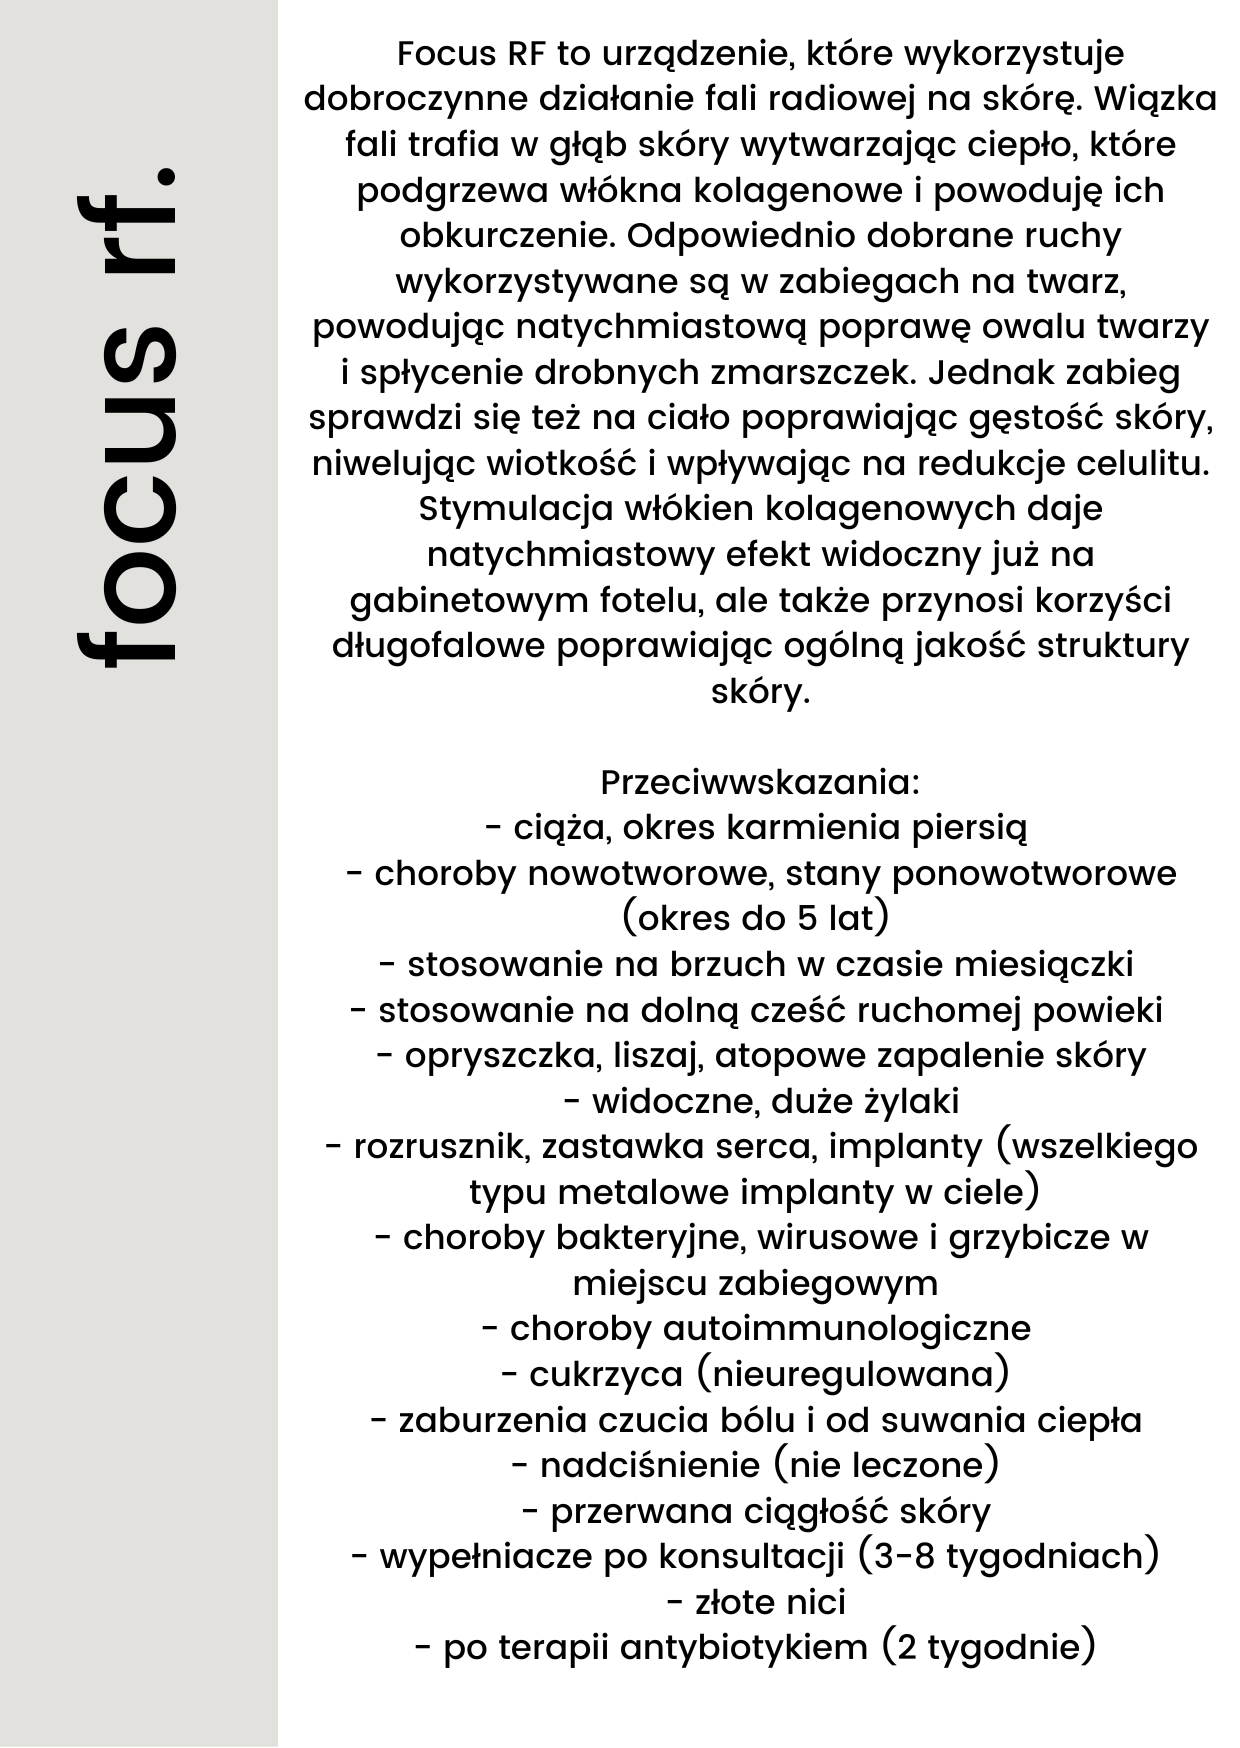 focus rf.
Focus RF to urządzenie, które wykorzystuje
dobroczynne działanie fali radiowej na skórę. Wiązka
fali trafia w głąb skóry wytwarzając ciepło, które
podgrzewa włókna kolagenowe i powoduję ich
obkurczenie. Odpowiednio dobrane ruchy
wykorzystywane są w zabiegach na twarz,
powodując natychmiastową poprawę owalu twarzy
i spłycenie drobnych zmarszczek. Jednak zabieg
sprawdzi się też na ciało poprawiając gęstość skóry,
niwelując wiotkość i wpływając na redukcje celulitu.
Stymulacja włókien kolagenowych daje
natychmiastowy efekt widoczny już na
gabinetowym fotelu, ale także przynosi korzyści
długofalowe poprawiając ogólną jakość struktury
skóry.
Przeciwwskazania:
- ciąża, okres karmienia piersią
- choroby nowotworowe, stany ponowotworowe
(okres do 5 lat)
- stosowanie na brzuch w czasie miesiączki
- stosowanie na dolną cześć ruchomej powieki
- opryszczka, liszaj, atopowe zapalenie skóry
- widoczne, duże żylaki
- rozrusznik, zastawka serca, implanty (wszelkiego
typu metalowe implanty w ciele)
- choroby bakteryjne, wirusowe i grzybicze w
miejscu zabiegowym
- choroby autoimmunologiczne
- cukrzyca (nieuregulowana)
- zaburzenia czucia bólu i od suwania ciepła
- nadciśnienie (nie leczone)
- przerwana ciągłość skóry
- wypełniacze po konsultacji (3-8 tygodniach)
- złote nici
- po terapii antybiotykiem (2 tygodnie)